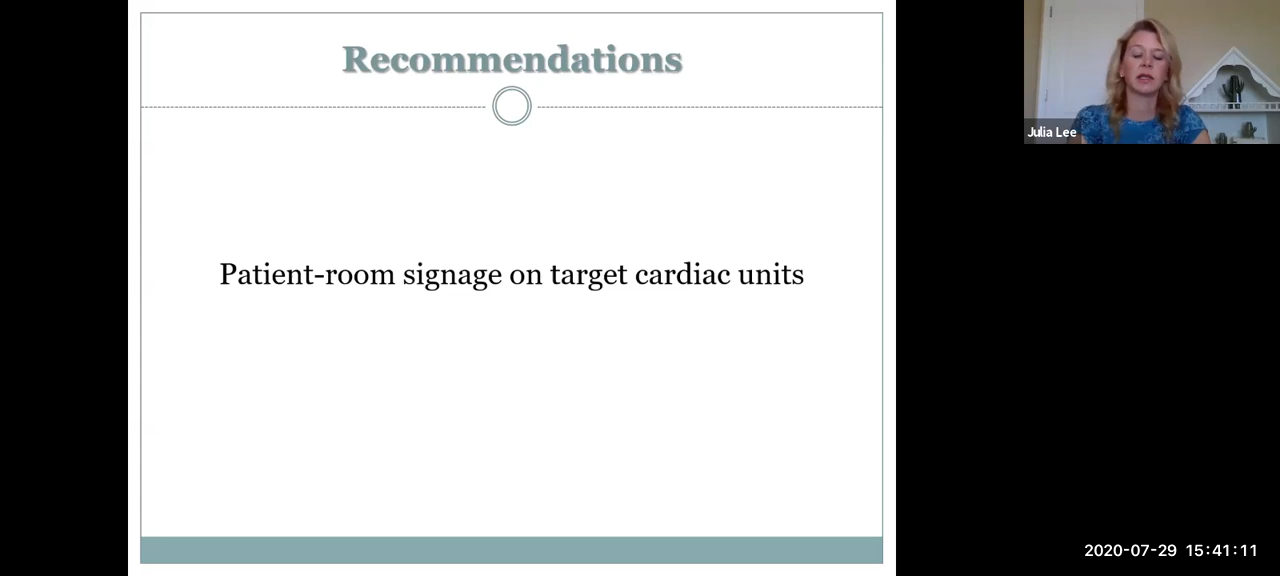 Recommendations
Patient-room signage on target cardiac units
Julia Lee
2020-07-29 15:41:11